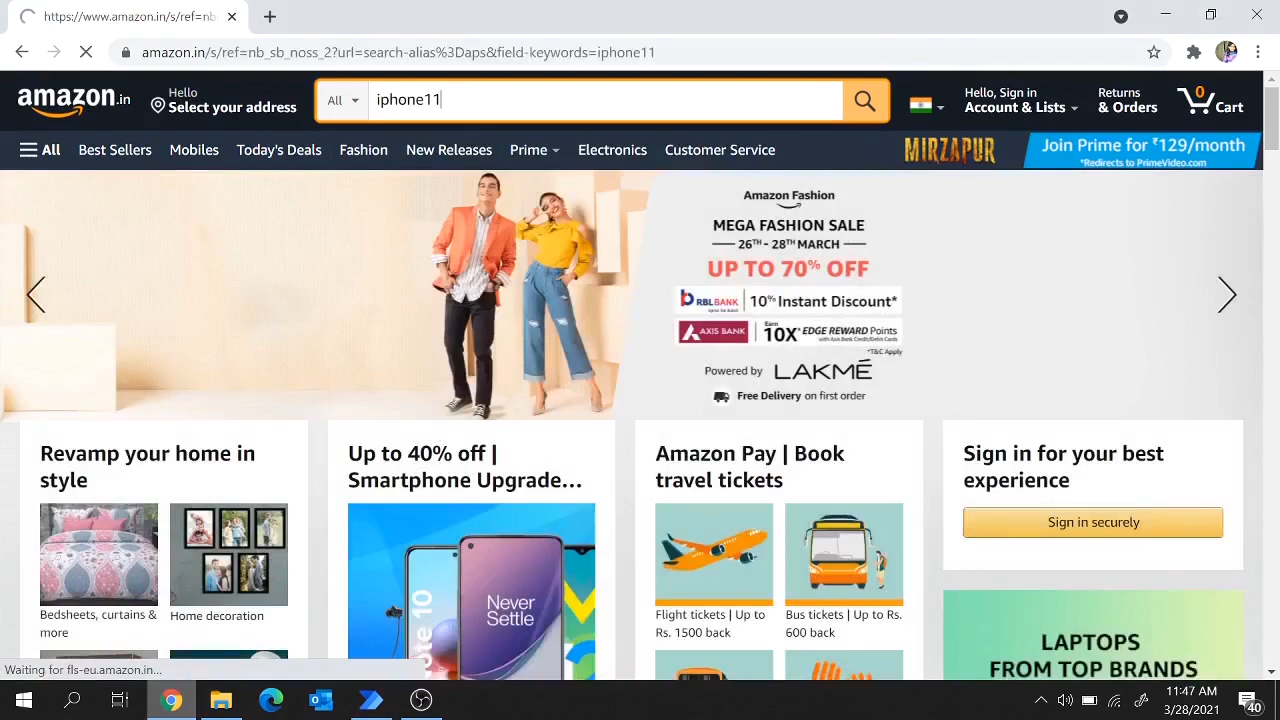 https://www.amazon.in/s/ref=nb
amazon.in/s/ref=nb_sb_noss_2?url=search-alias%3Daps&field-keywords=iphone11
amazon.in
Hello
Select your address
All
iphone11
Hello, Sign in
Account & Lists
Returns
& Orders
0
Cart
All
Best Sellers
Mobiles
Today's Deals
Fashion
New Releases
Prime
Electronics
Customer Service
MIRZAPUR
Join Prime for ₹129/month
*Redirects to PrimeVideo.com
Amazon Fashion
MEGA FASHION SALE
26TH - 28TH MARCH
UP TO 70% OFF
RBLBANK
10% Instant Discount*
AXIS BANK
Earn
10X* EDGE REWARD Points
with Axis Bank Credit/Debit Cards
*T&C Apply
Powered by LAKMÉ
Free Delivery on first order
Revamp your home in
style
Bedsheets, curtains &
more
Home decoration
Up to 40% off |
Smartphone Upgrade...
Never
Settle
Amazon Pay | Book
travel tickets
Flight tickets | Up to
Rs. 1500 back
Bus tickets | Up to Rs.
600 back
Sign in for your best
experience
Sign in securely
LAPTOPS
FROM TOP BRANDS
Waiting for fls-eu.amazon.in...
11:47 AM
3/28/2021
40